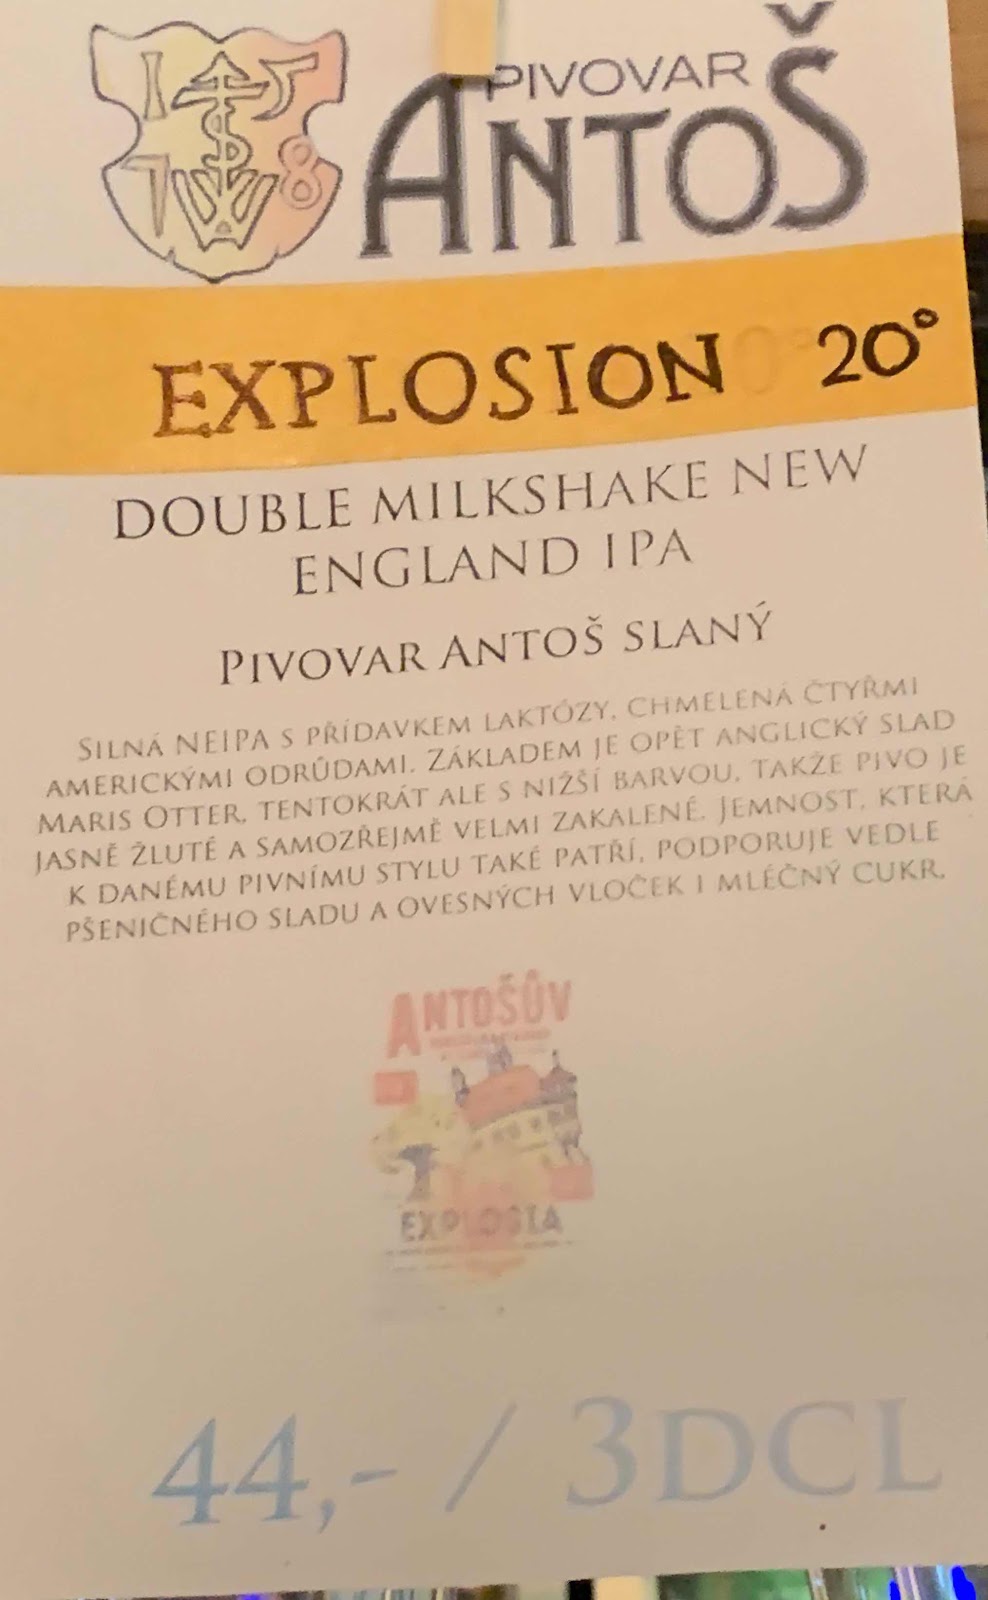 15
78
PIVOVAR
ANTOŠ
EXPLOSION 20°
DOUBLE MILKSHAKE NEW
ENGLAND IPA
PIVOVAR ANTOŠ SLANÝ
SILNÁ NEIPA S PŘÍDAVKEM LAKTÓZY, CHMELENÁ ČTYŘMI
AMERICKÝMI ODRŮDAMI. ZÁKLADEM JE OPĚT ANGLICKÝ SLAD
MARIS OTTER, TENTOKRÁT ALE S NIŽŠÍ BARVOU, TAKŽE PIVO JE
JASNĚ ŽLUTÉ A SAMOZŘEJMĚ VELMI ZAKALENÉ. JEMNOST, KTERÁ
K DANÉMU PIVNÍMU STYLU TAKÉ PATŘÍ, PODPORUJE VEDLE
PŠENIČNÉHO SLADU A OVESNÝCH VLOČEK I MLÉČNÝ CUKR.
ANTOŠŮV
EXPLOSIA
44,- / 3DCL